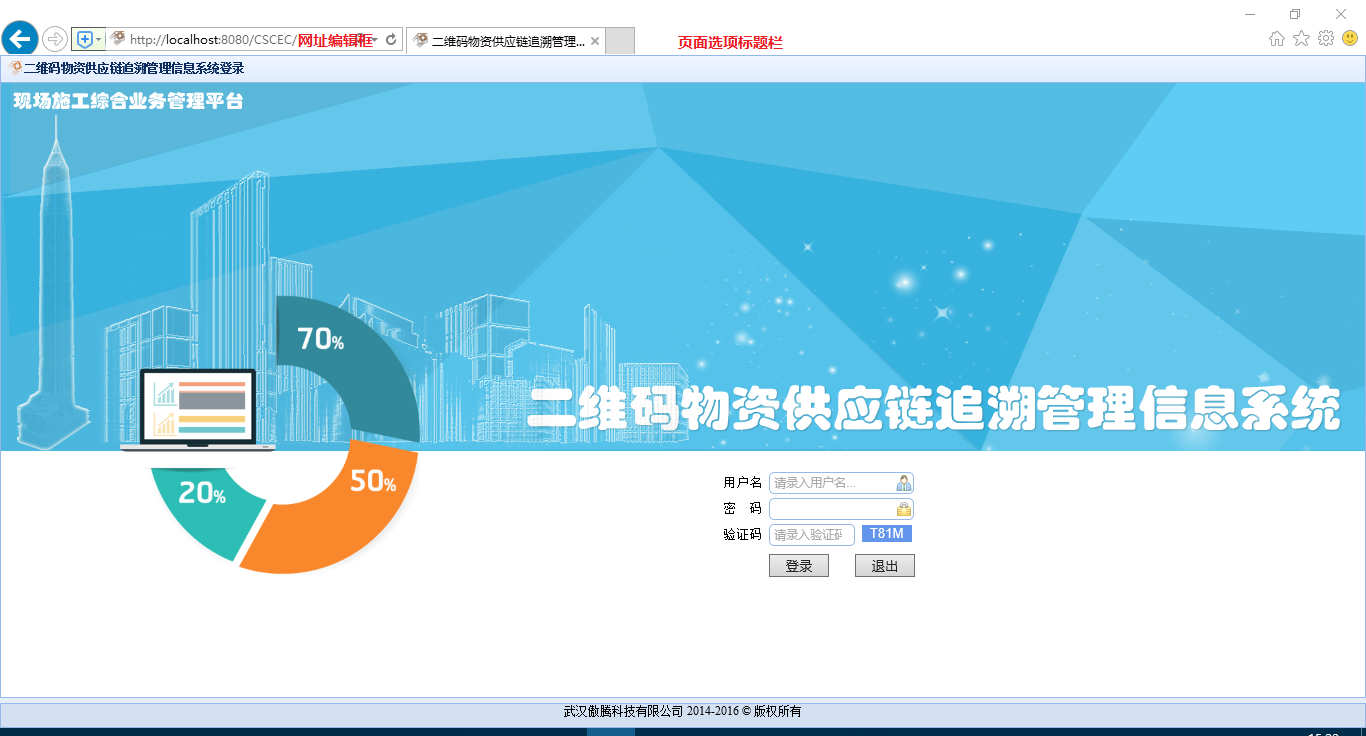 http://localhost:8080/CSCEC/ 网址编辑框
二维码物资供应链追溯管理...
页面选项标题栏
二维码物资供应链追溯管理信息系统登录
现场施工综合业务管理平台
70%
二维码物资供应链追溯管理信息系统
20%
50%
用户名 请录入用户名...
密 码
验证码 请录入验证码 T81M
登录 退出
武汉傲腾科技有限公司 2014-2016 © 版权所有